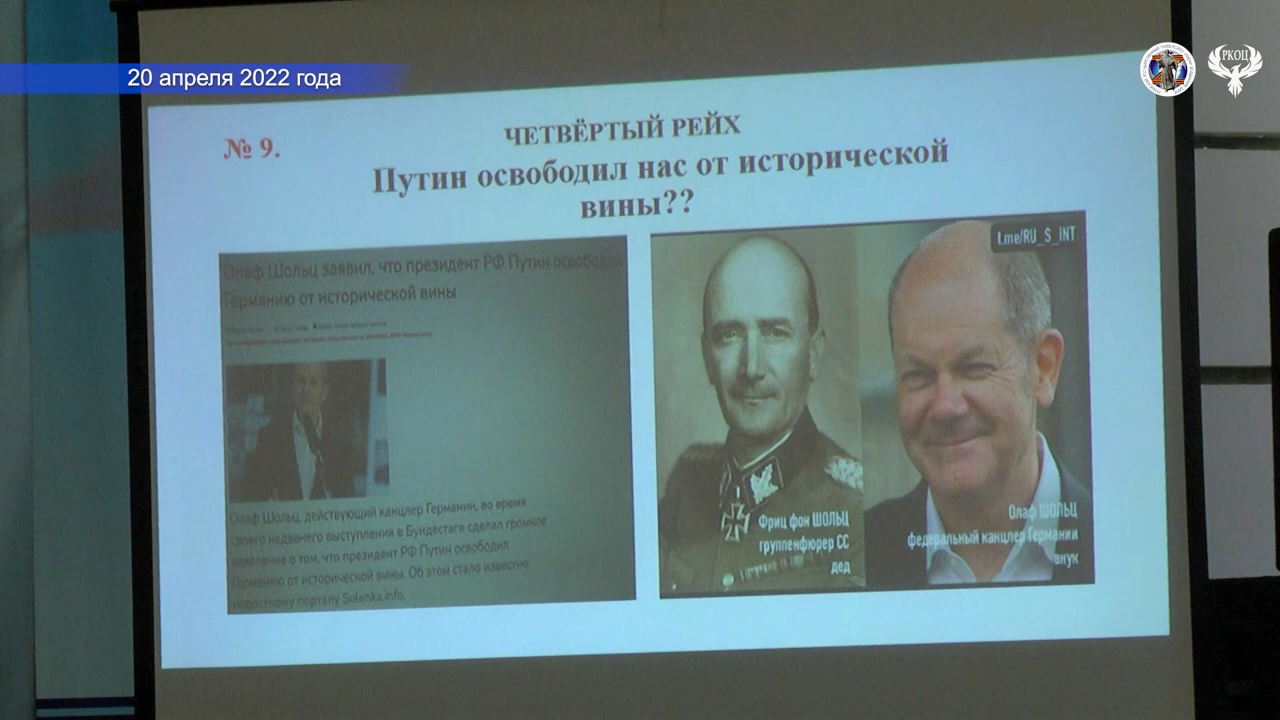 20 апреля 2022 года
РКОЦ
№ 9.
ЧЕТВЁРТЫЙ РЕЙХ
Путин освободил нас от исторической
вины??
Олаф Шольц заявил, что президент РФ Путин освободил
Германию от исторической вины
Олаф Шольц, действующий канцлер Германии, во время
своего недавнего выступления в Бундестаге сделал громкое
заявление о том, что президент РФ Путин освободил
Германию от исторической вины. Об этом стало известно
новостному порталу Solenka.info.
t.me/RU_S_INT
Фриц фон ШОЛЬЦ
группенфюрер СС
дед
Олаф ШОЛЬЦ
федеральный канцлер Германии
внук